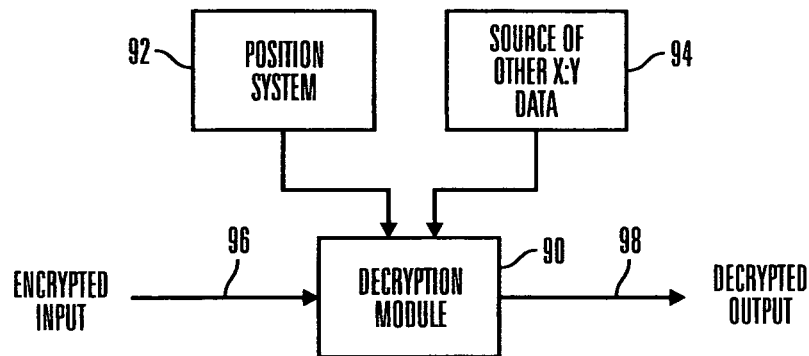 92
POSITION
SYSTEM
SOURCE OF
OTHER X:Y
DATA
94
ENCRYPTED
INPUT
96
DECRYPTION
MODULE
90
98
DECRYPTED
OUTPUT